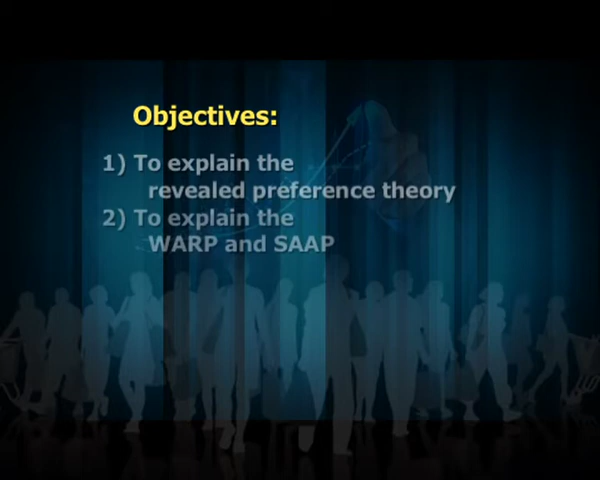 Objectives:
1) To explain the
revealed preference theory
2) To explain the
WARP and SAAP